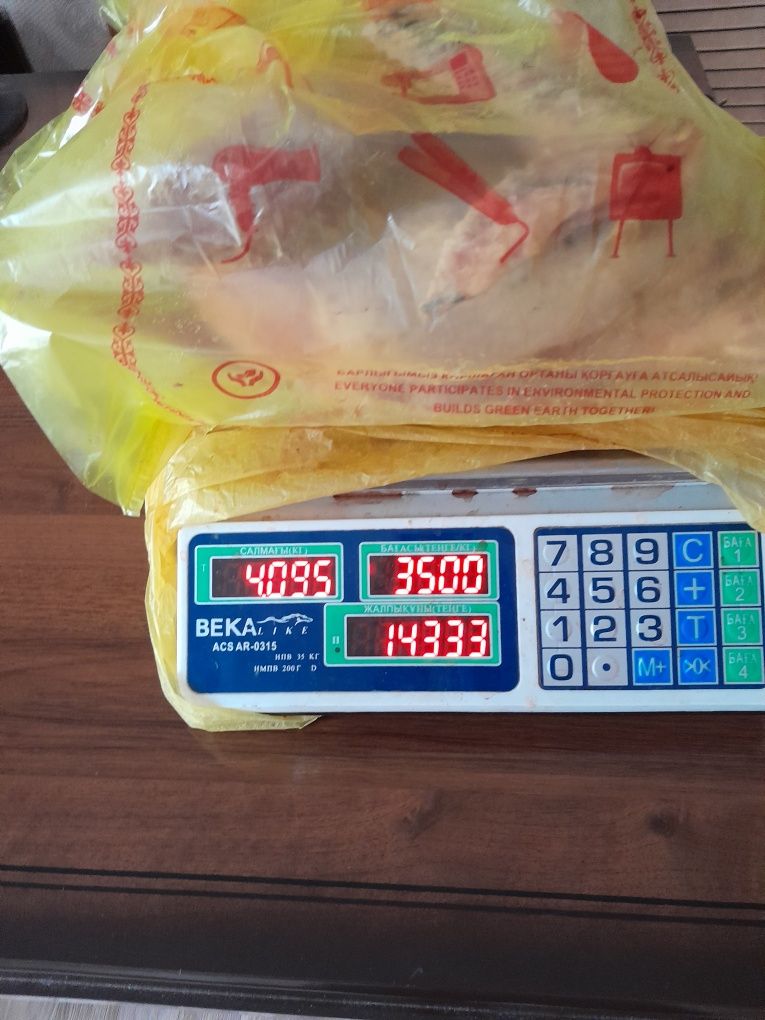 ОРТАНЫ ҚОРҒАУҒА АТСАЛЫСАЙЫҚ!
EVERYONE PARTICIPATES IN ENVIRONMENTAL PROTECTION AND
BUILDS GREEN EARTH TOGETHER!
САЛМАҒЫ(КГ) БАҒАСЫ(ТЕҢГЕ/КГ)
Т 4.095 3500
ЖАЛПЫ ҚҰНЫ(ТЕҢГЕ)
П 14333
BEKA LIKE
ACS AR-0315
НПВ 35 КГ
НМПВ 200Г D
7 8 9 C БАҒА 1
4 5 6 + БАҒА 2
1 2 3 T БАҒА 3
0 • M+ >0< БАҒА 4